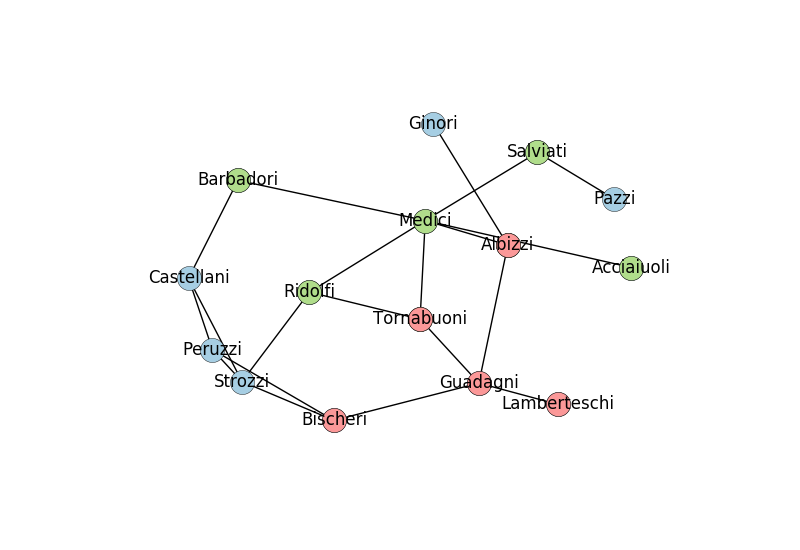 Ginori
Salviati
Barbadori
Pazzi
Medici
Albizzi
Acciaiuoli
Castellani
Ridolfi
Tornabuoni
Peruzzi
Strozzi
Guadagni
Lamberteschi
Bischeri